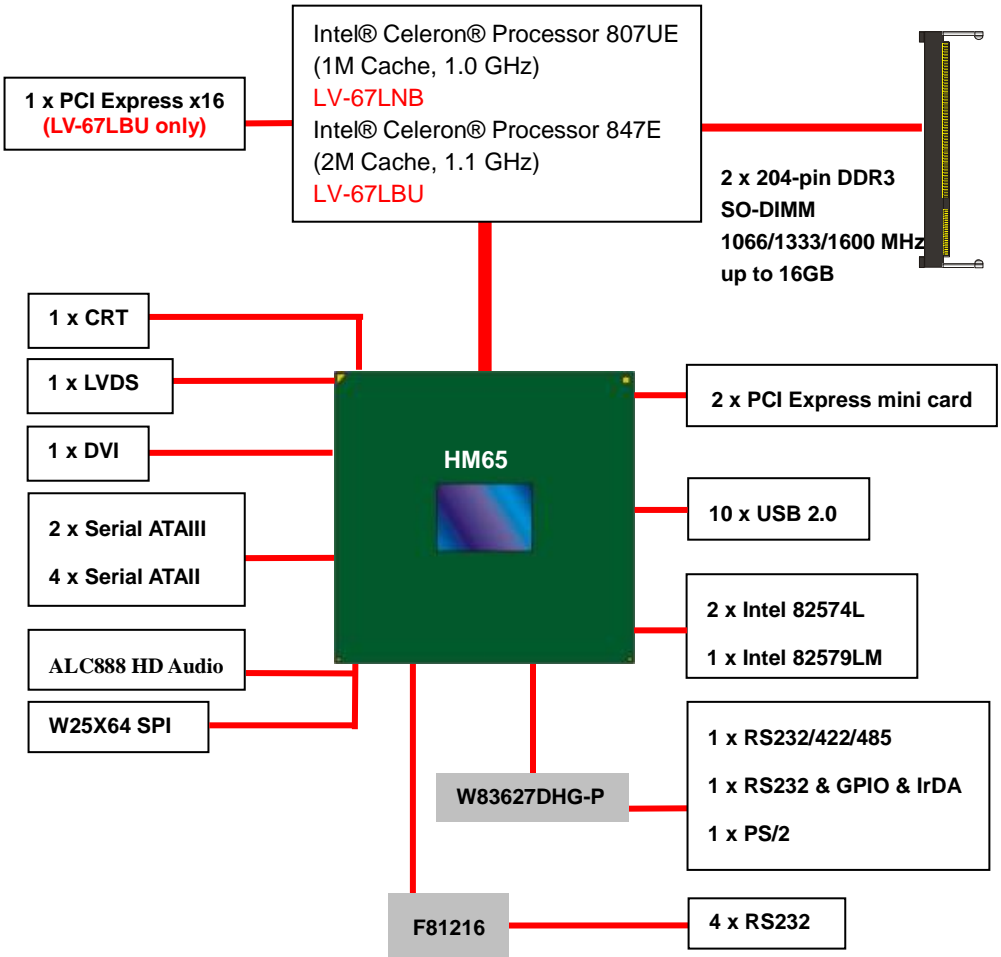 Intel® Celeron® Processor 807UE
(1M Cache, 1.0 GHz)
LV-67LNB
Intel® Celeron® Processor 847E
(2M Cache, 1.1 GHz)
LV-67LBU
1 x PCI Express x16
(LV-67LBU only)
2 x 204-pin DDR3
SO-DIMM
1066/1333/1600 MHz
up to 16GB
1 x CRT
1 x LVDS
1 x DVI
2 x Serial ATAIII
4 x Serial ATAII
ALC888 HD Audio
W25X64 SPI
HM65
2 x PCI Express mini card
10 x USB 2.0
2 x Intel 82574L
1 x Intel 82579LM
W83627DHG-P
1 x RS232/422/485
1 x RS232 & GPIO & IrDA
1 x PS/2
F81216
4 x RS232